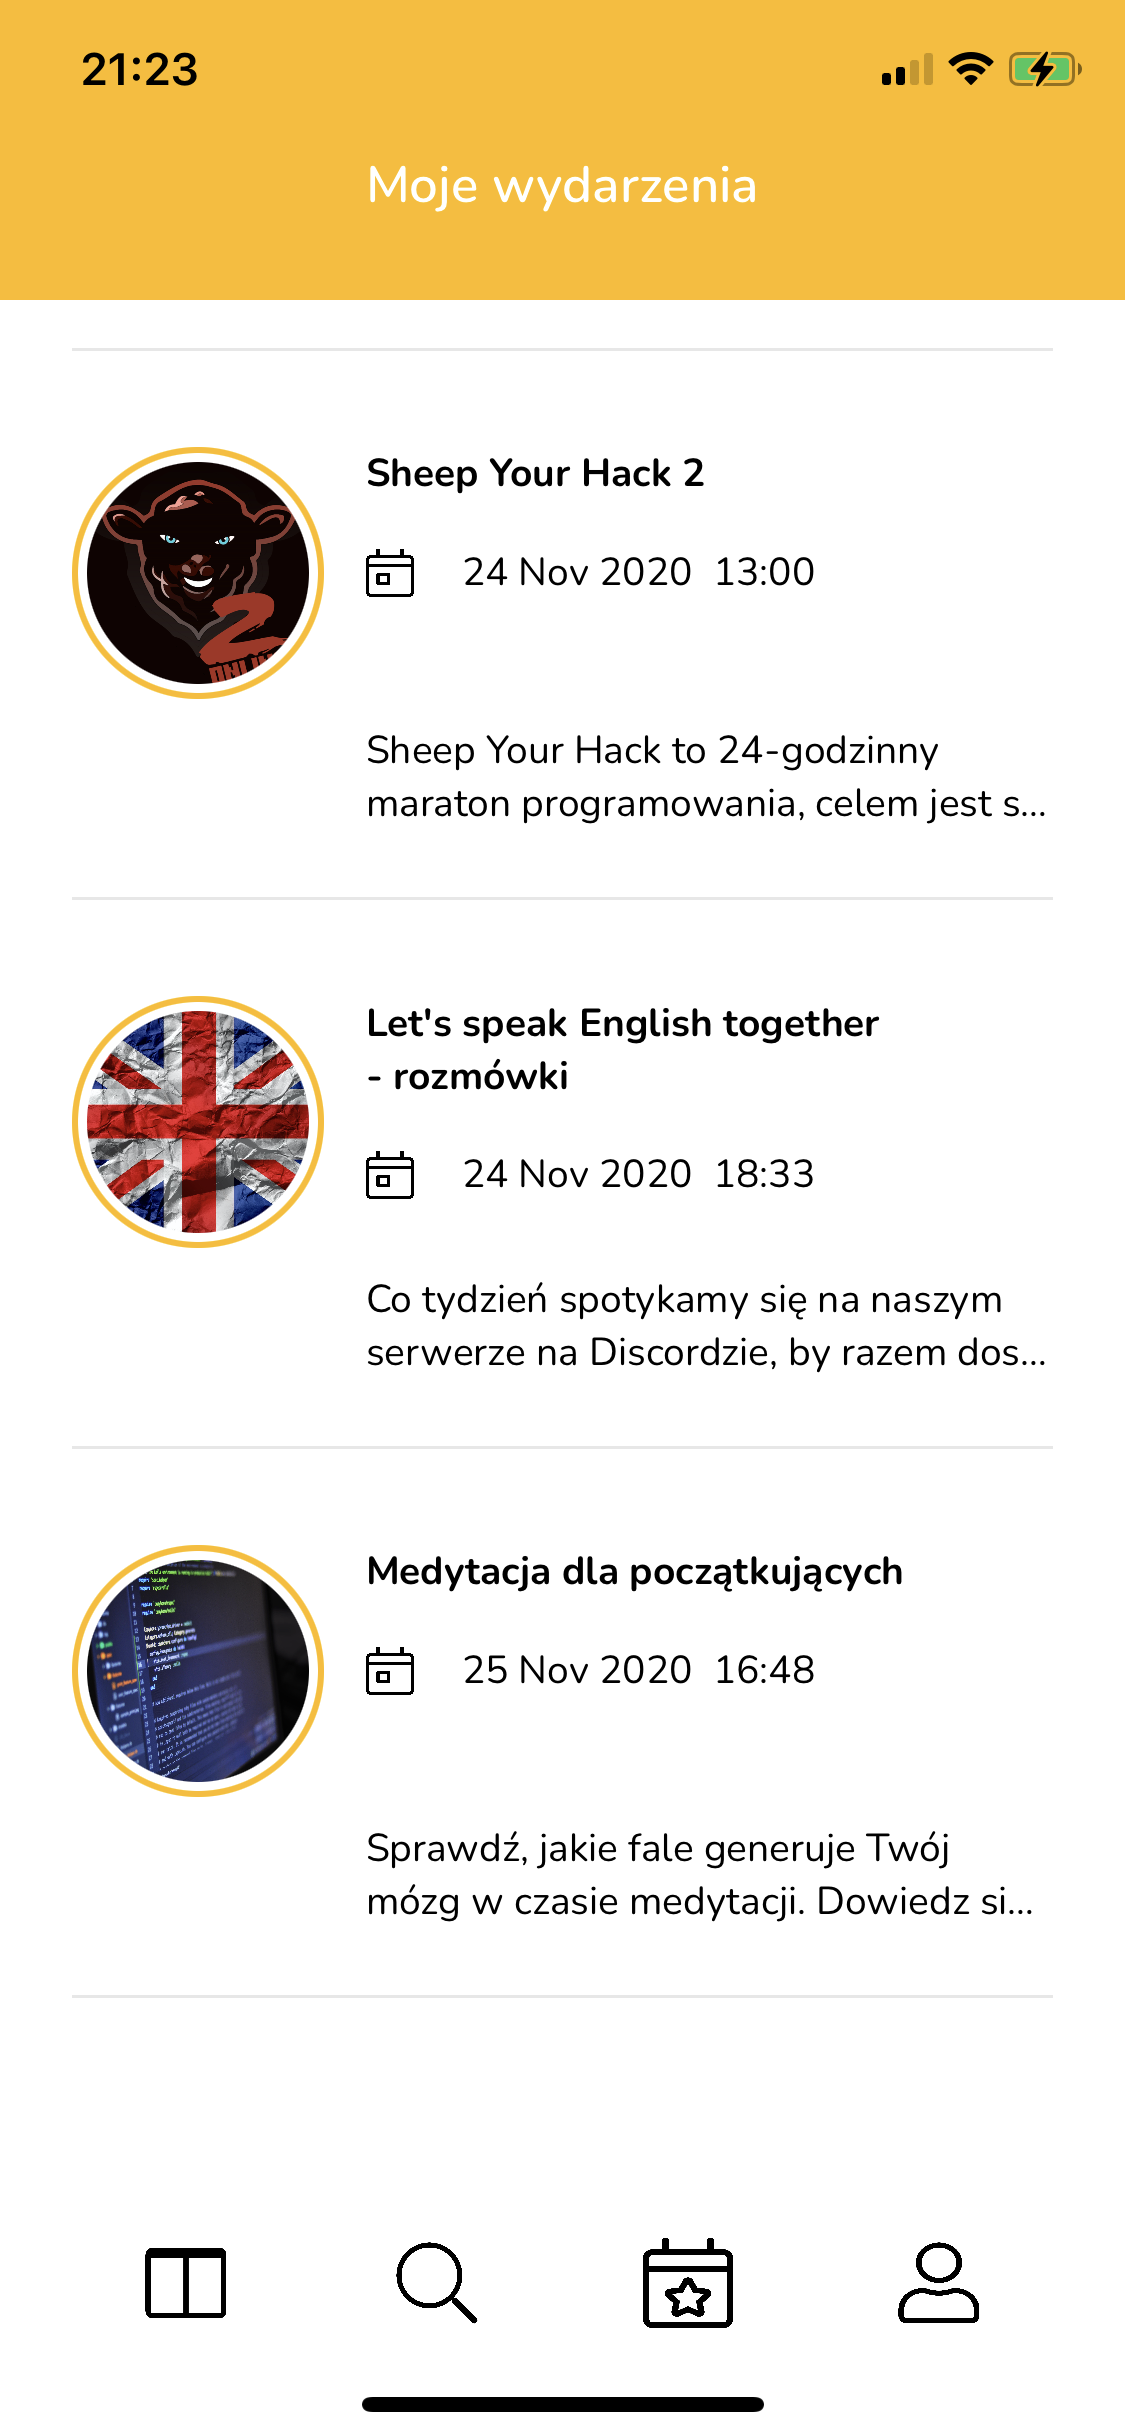 21:23
Moje wydarzenia
Sheep Your Hack 2
24 Nov 2020 13:00
Sheep Your Hack to 24-godzinny
maraton programowania, celem jest s...
2
Let's speak English together
- rozmówki
24 Nov 2020 18:33
Co tydzień spotykamy się na naszym
serwerze na Discordzie, by razem dos...
Medytacja dla początkujących
25 Nov 2020 16:48
Sprawdź, jakie fale generuje Twój
mózg w czasie medytacji. Dowiedz si...